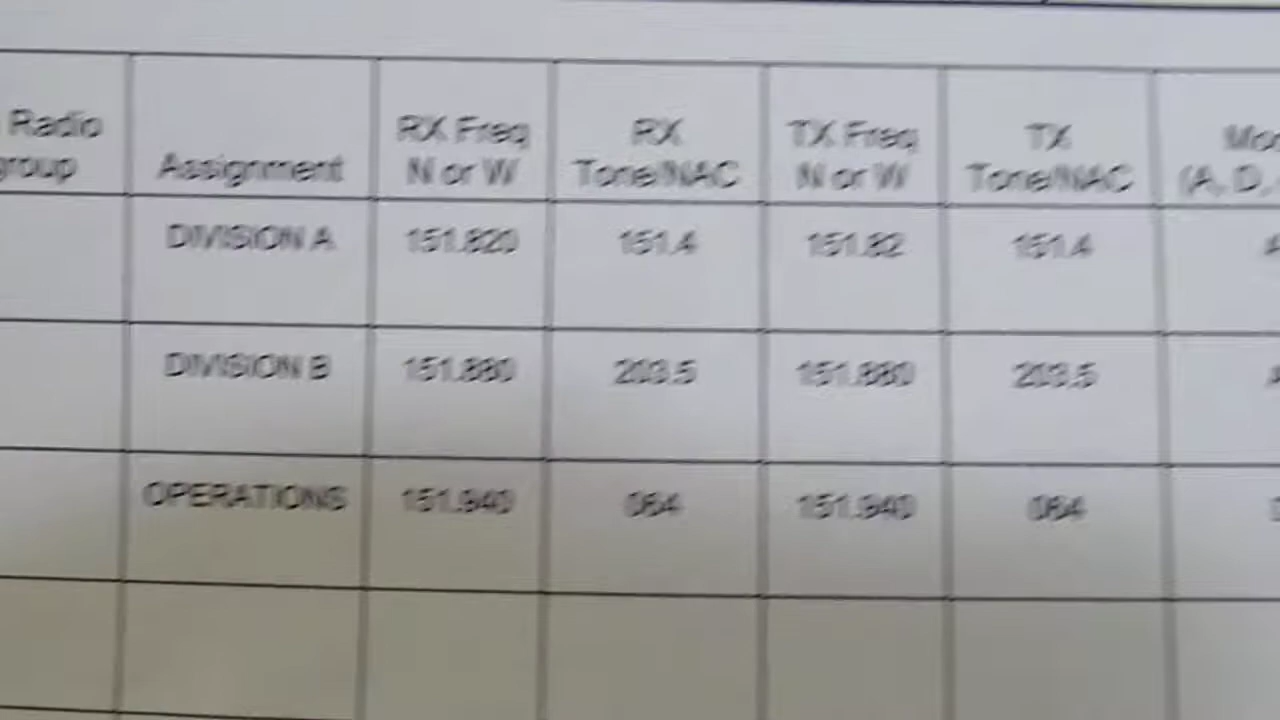 Radio
group
Assignment
RX Freq
N or W
RX
Tone/NAC
TX Freq
N or W
TX
Tone/NAC
(A, D,
DIVISION A
151.820
151.4
151.82
151.4
DIVISION B
151.880
203.5
151.880
203.5
OPERATIONS
151.940
064
151.940
064